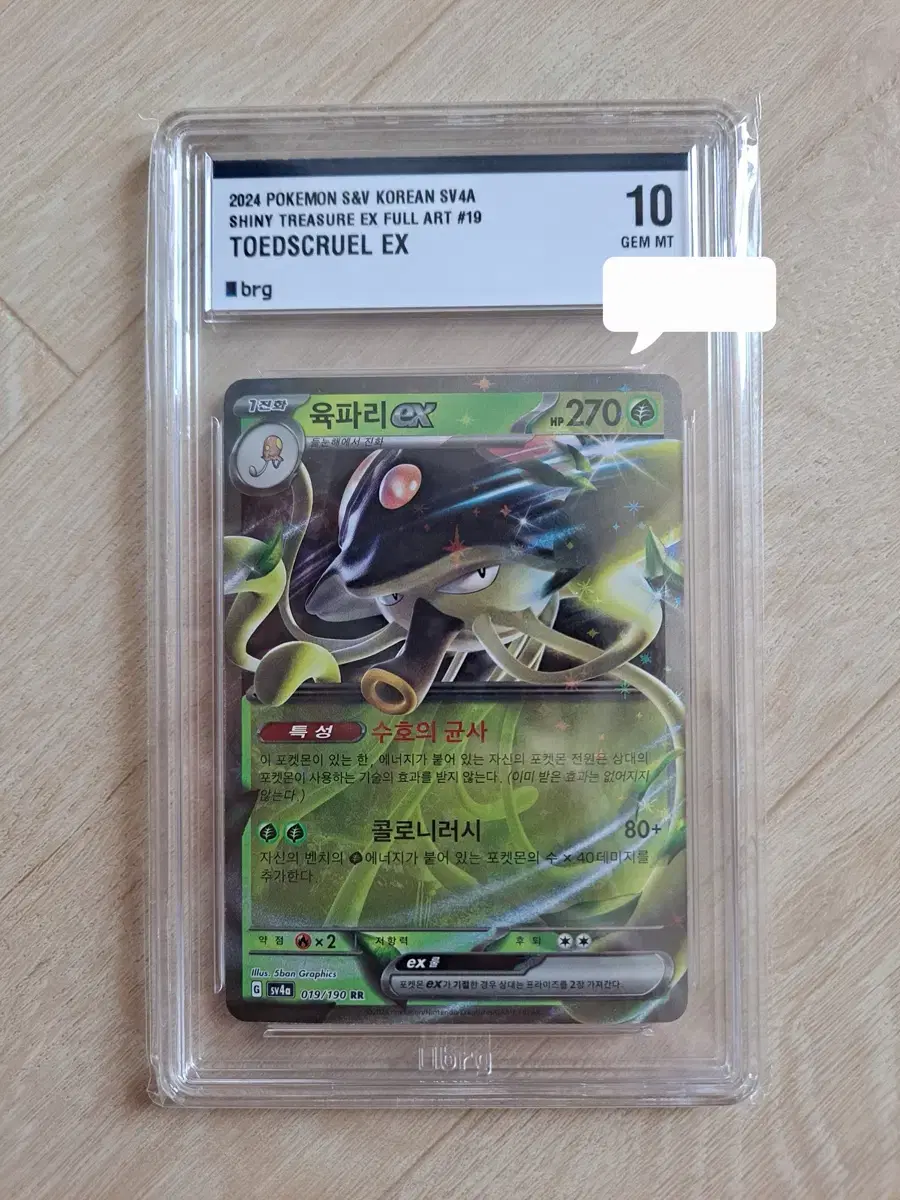 2024 POKEMON S&V KOREAN SV4A
SHINY TREASURE EX FULL ART #19
TOEDSCRUEL EX
10
GEM MT
brg
1진화
육파리ex
HP270
들눈해에서 진화
특성 수호의 균사
이 포켓몬이 있는 한, 에너지가 붙어 있는 자신의 포켓몬 전원은 상대의
포켓몬이 사용하는 기술의 효과를 받지 않는다. (이미 받은 효과는 없어지지
않는다.)
콜로니러시 80+
자신의 벤치의 에너지가 붙어 있는 포켓몬의 수 × 40데미지를
추가한다.
약점 ×2 저항력 후퇴
ex룰
포켓몬 ex가 기절한 경우 상대는 프라이즈를 2장 가져간다.
Illus. 5ban Graphics
G sv4a 019/190 RR
brg